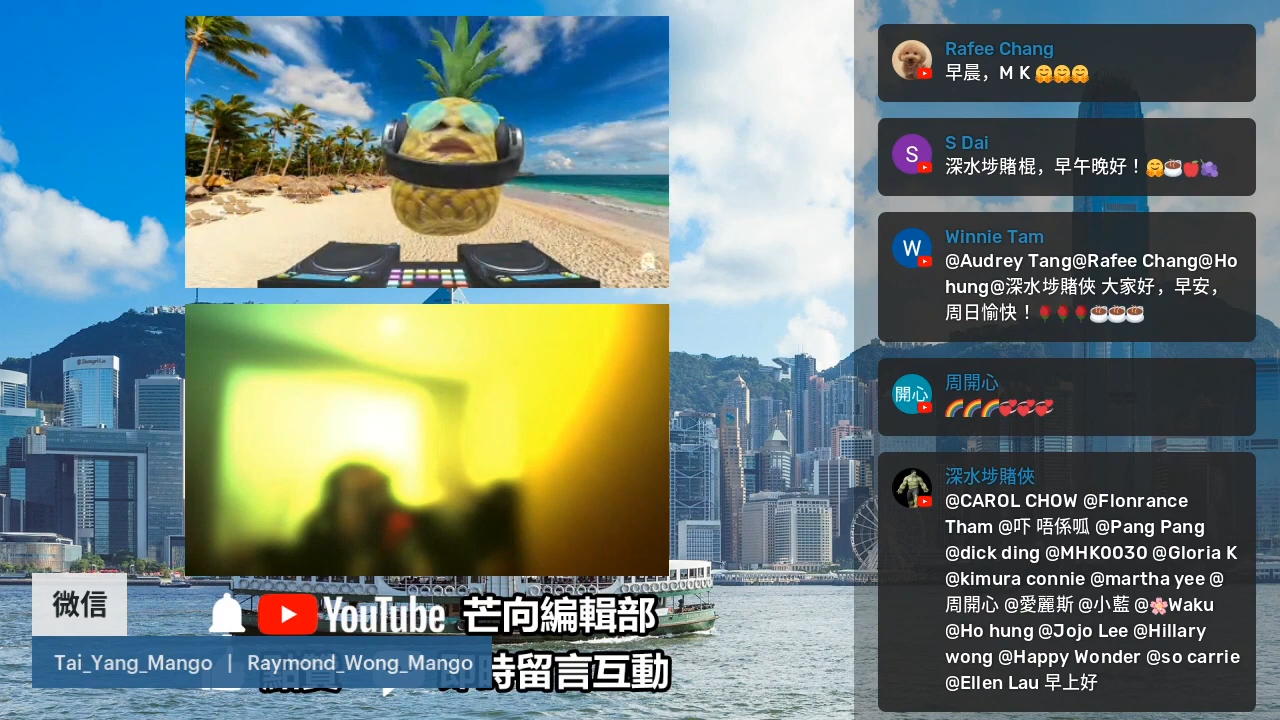 Rafee Chang
早晨，M K 🤗🤗🤗
S
S Dai
深水埗賭棍，早午晚好！🤗☕🍎🍇
W
Winnie Tam
@Audrey Tang@Rafee Chang@Ho
hung@深水埗賭俠 大家好，早安，
周日愉快！🌹🌹🌹☕☕☕
開心
周開心
🌈🌈🌈💞💞💞
深水埗賭俠
@CAROL CHOW @Flonrance
Tham @吓 唔係呱 @Pang Pang
@dick ding @MHK0030 @Gloria K
@kimura connie @martha yee @
周開心 @愛麗斯 @小藍 @🌸Waku
@Ho hung @Jojo Lee @Hillary
wong @Happy Wonder @so carrie
@Ellen Lau 早上好
Shangri-La
微信
YouTube 芒向編輯部
Tai_Yang_Mango | Raymond_Wong_Mango
時留言互動